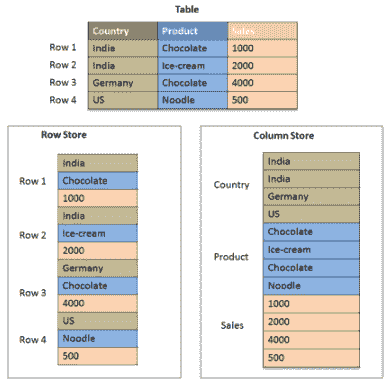 Table
Country Product Sales
Row 1 India Chocolate 1000
Row 2 India Ice-cream 2000
Row 3 Germany Chocolate 4000
Row 4 US Noodle 500
Row Store
India
Row 1 Chocolate
1000
India
Row 2 Ice-cream
2000
Germany
Row 3 Chocolate
4000
US
Row 4 Noodle
500
Column Store
India
India
Country
Germany
US
Chocolate
Ice-cream
Product
Chocolate
Noodle
1000
2000
Sales
4000
500